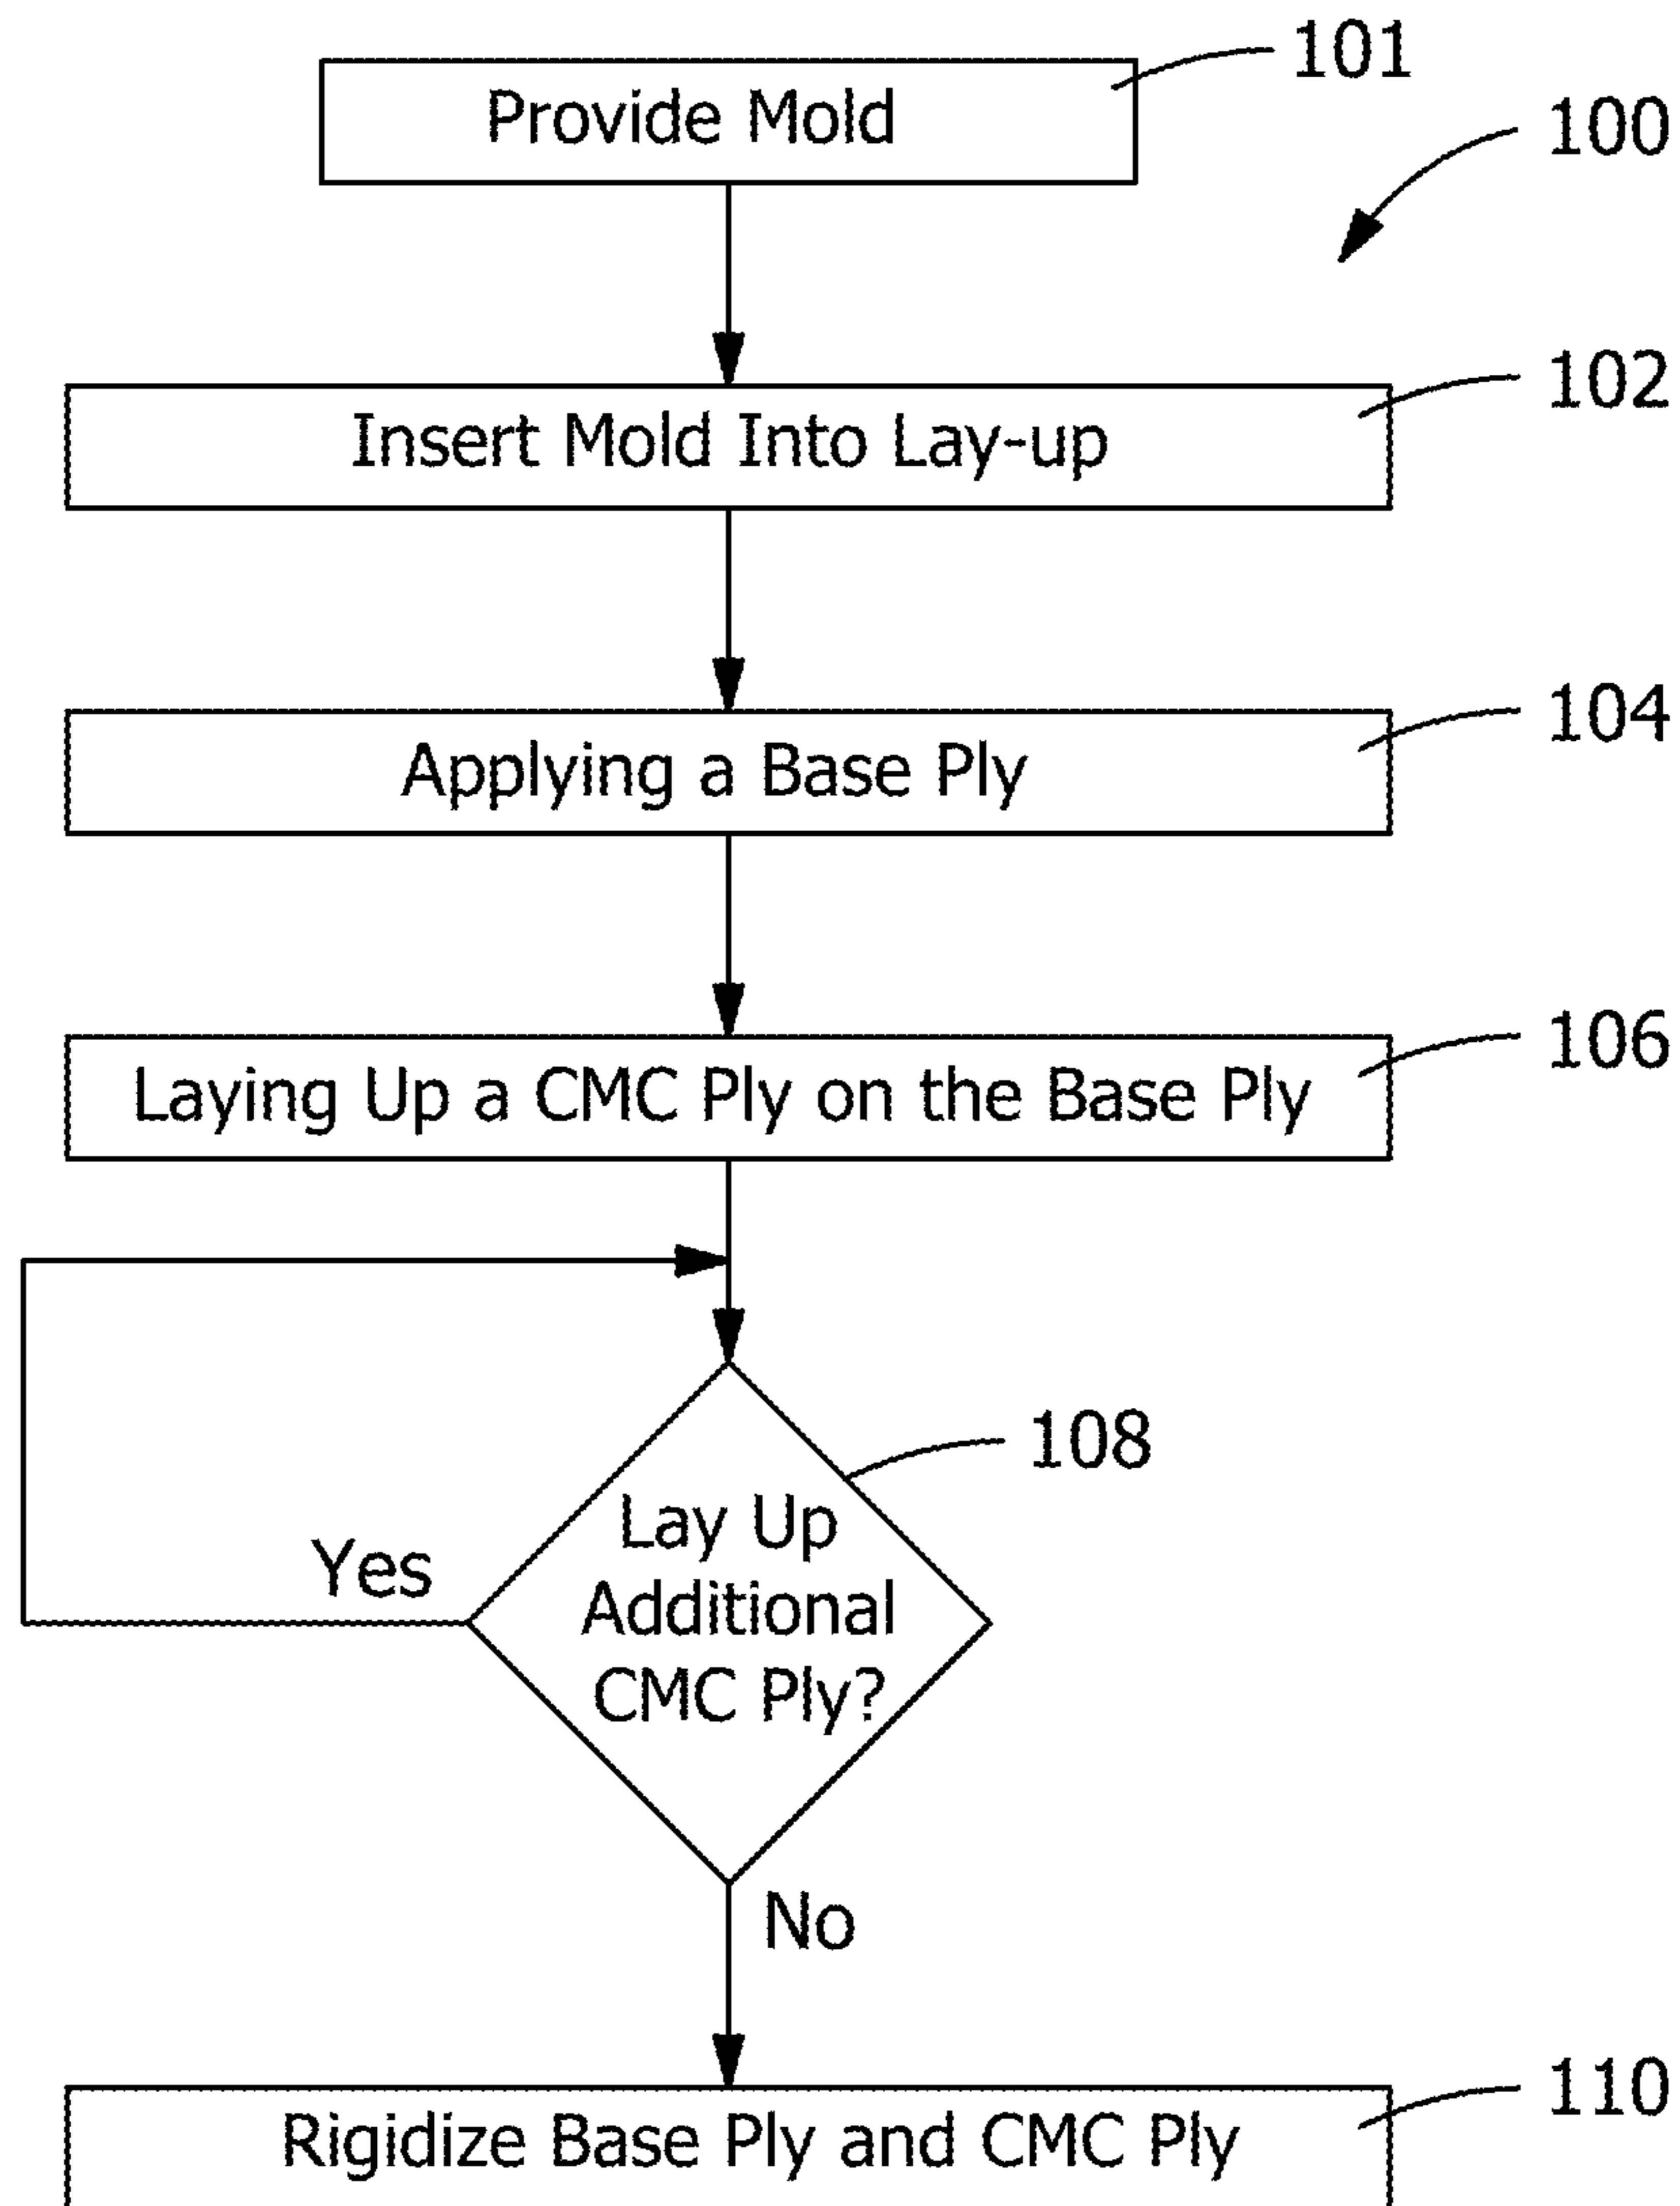 Provide Mold
101
100
Insert Mold Into Lay-up
102
Applying a Base Ply
104
Laying Up a CMC Ply on the Base Ply
106
108
Lay Up
Additional
CMC Ply?
Yes
No
Rigidize Base Ply and CMC Ply
110